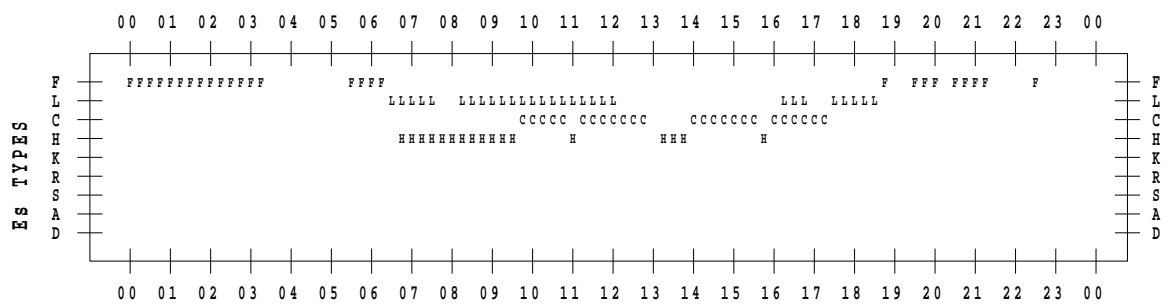 00 01 02 03 04 05 06 07 08 09 10 11 12 13 14 15 16 17 18 19 20 21 22 23 00
F FFFFFFFFFFFFFF FFFF F FFF FFFF F F
L LLLLL LLLLLLLLLLLLLLLL LLL LLLLL L
C CCCCC CCCCCCC CCCCCCC CCCCCC C
H HHHHHHHHHHHH H HHH H H
K K
R R
S S
A A
D D
Es TYPES
00 01 02 03 04 05 06 07 08 09 10 11 12 13 14 15 16 17 18 19 20 21 22 23 00